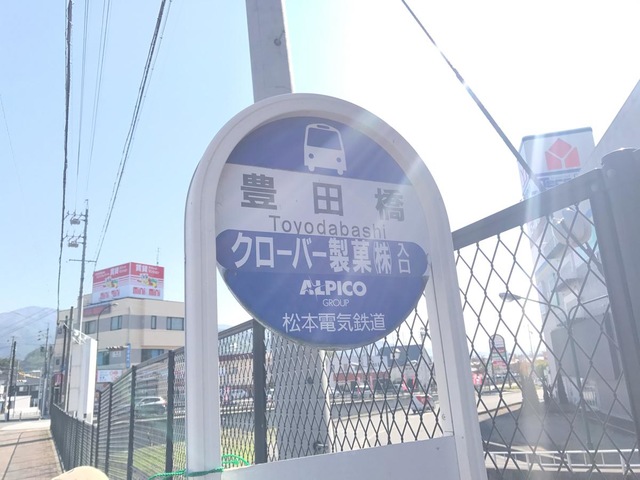 豊田橋
Toyodabashi
クローバー製菓㈱入口
ALPICO
GROUP
松本電気鉄道